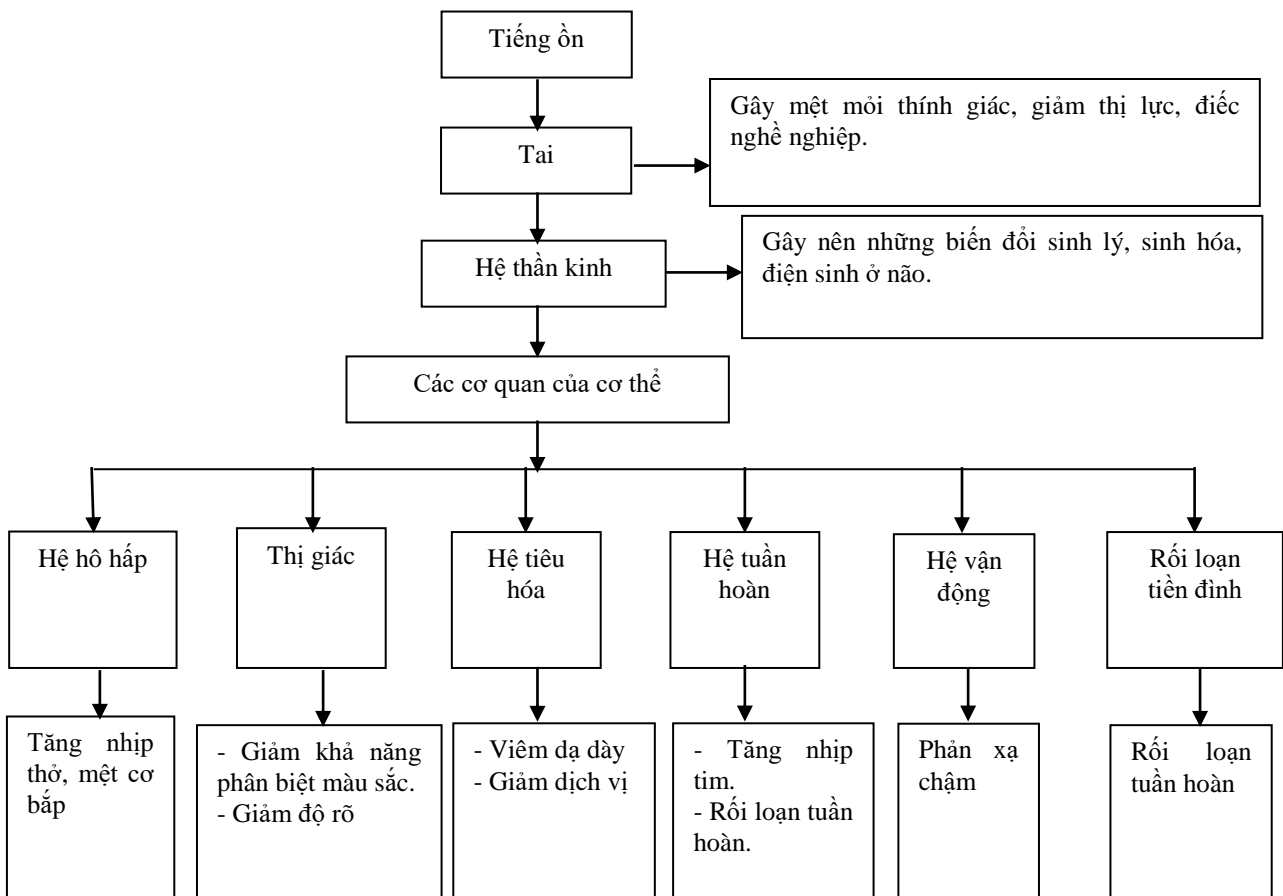 Tiếng ồn
Gây mệt mỏi thính giác, giảm thị lực, điếc
nghề nghiệp.
Tai
Gây nên những biến đổi sinh lý, sinh hóa,
điện sinh ở não.
Hệ thần kinh
Các cơ quan của cơ thể
Hệ hô hấp
Thị giác
Hệ tiêu
hóa
Hệ tuần
hoàn
Hệ vận
động
Rối loạn
tiền đình
Tăng nhịp
thở, mệt cơ
bắp
- Giảm khả năng
phân biệt màu sắc.
- Giảm độ rõ
- Viêm dạ dày
- Giảm dịch vị
- Tăng nhịp
tim.
- Rối loạn tuần
hoàn.
Phản xạ
chậm
Rối loạn
tuần hoàn